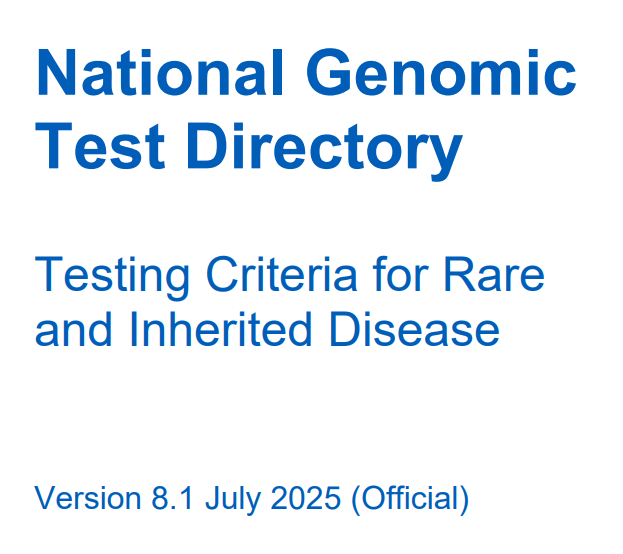 National Genomic
Test Directory
Testing Criteria for Rare
and Inherited Disease
Version 8.1 July 2025 (Official)